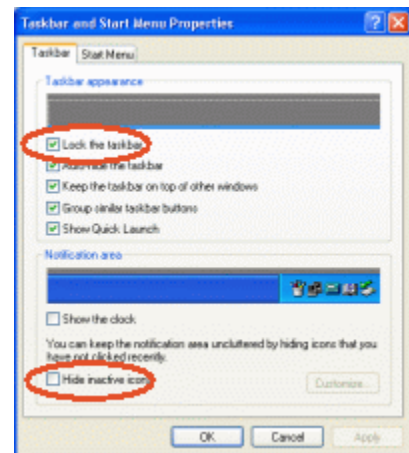 Taskbar and Start Menu Properties
Taskbar Start Menu
Taskbar appearance
Lock the taskbar
Auto-hide the taskbar
Keep the taskbar on top of other windows
Group similar taskbar buttons
Show Quick Launch
Notification area
Show the clock
You can keep the notification area uncluttered by hiding icons that you
have not clicked recently.
Hide inactive icons
Customize...
OK Cancel Apply